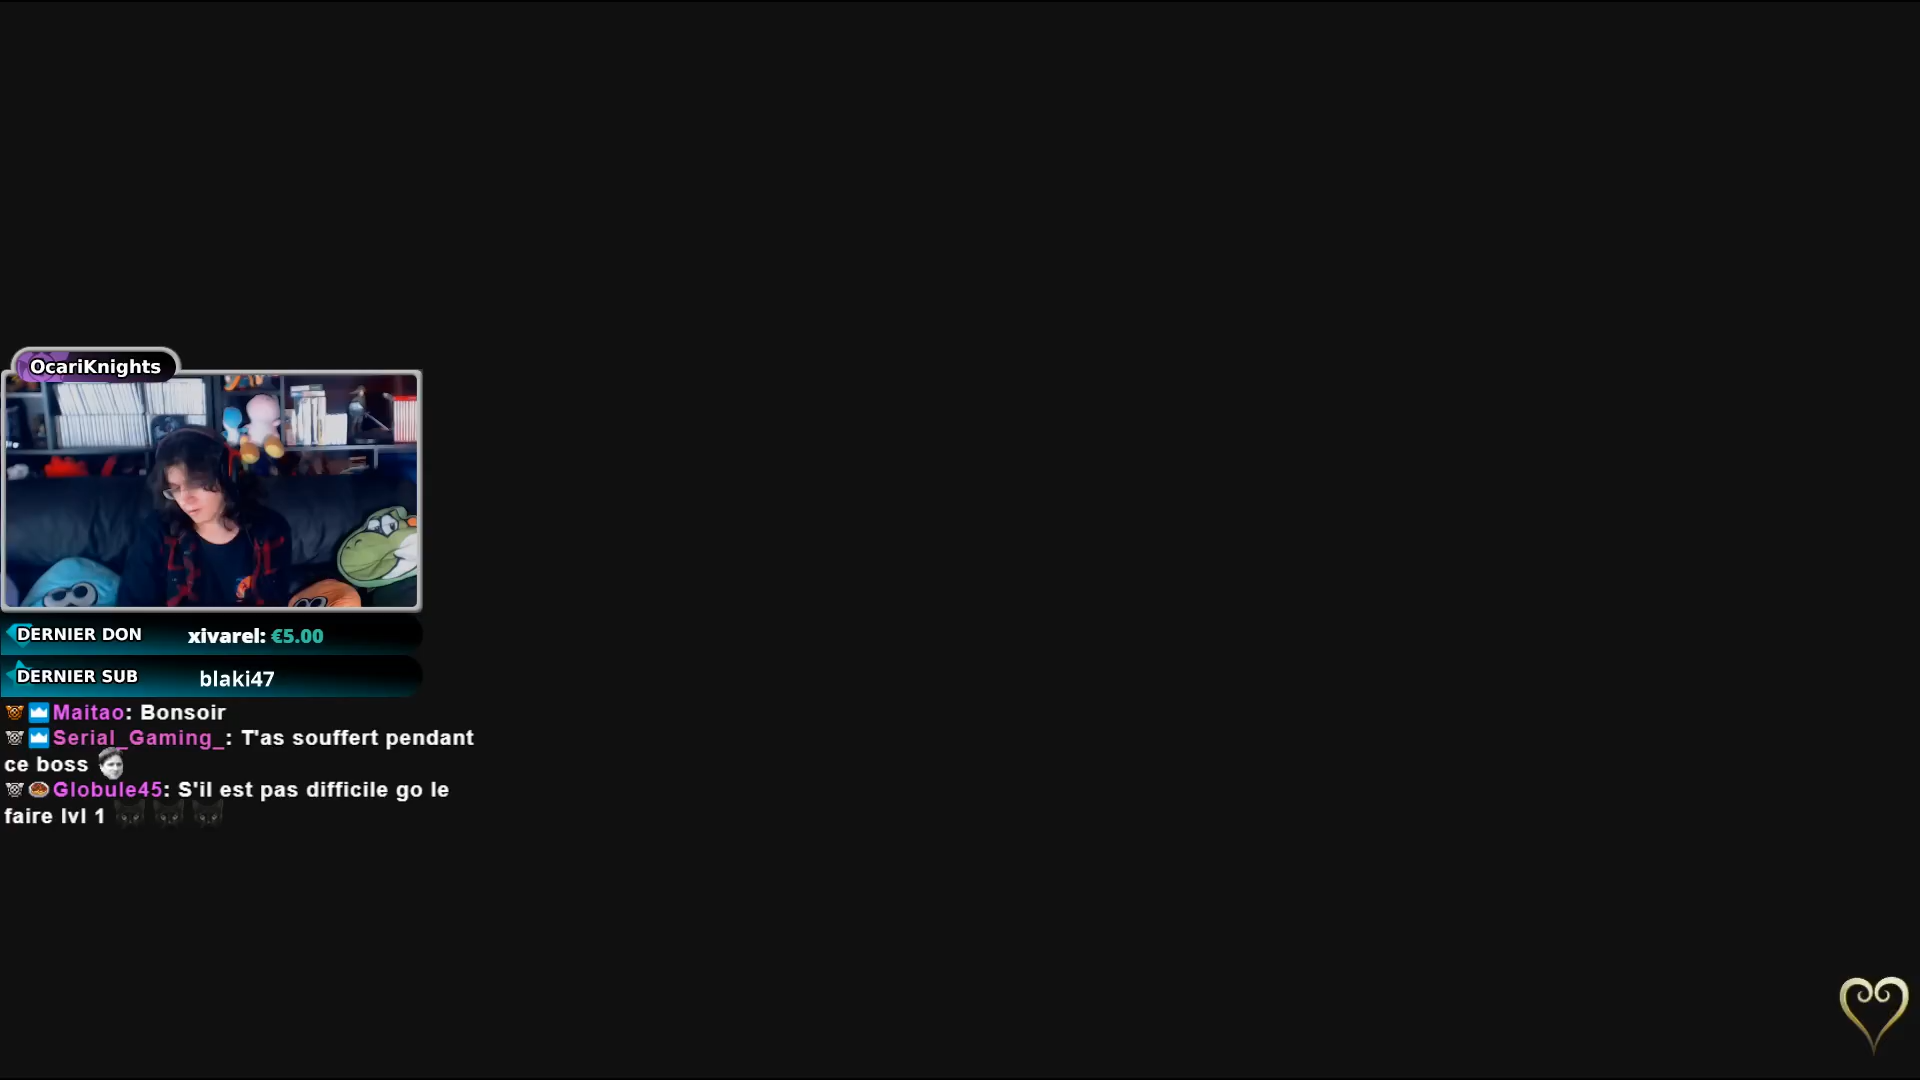 OcariKnights
DERNIER DON xivarel: €5.00
DERNIER SUB blaki47
Maitao: Bonsoir
Serial_Gaming_: T'as souffert pendant
ce boss
Globule45: S'il est pas difficile go le
faire lvl 1